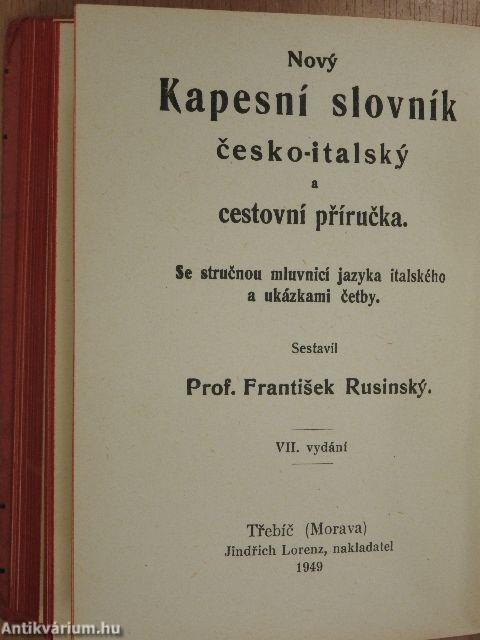 Nový
Kapesní slovník
česko-italský
a
cestovní příručka.
Se stručnou mluvnicí jazyka italského
a ukázkami četby.
Sestavil
Prof. František Rusinský.
VII. vydání
Třebíč (Morava)
Jindřich Lorenz, nakladatel
1949
Antikvárium.hu